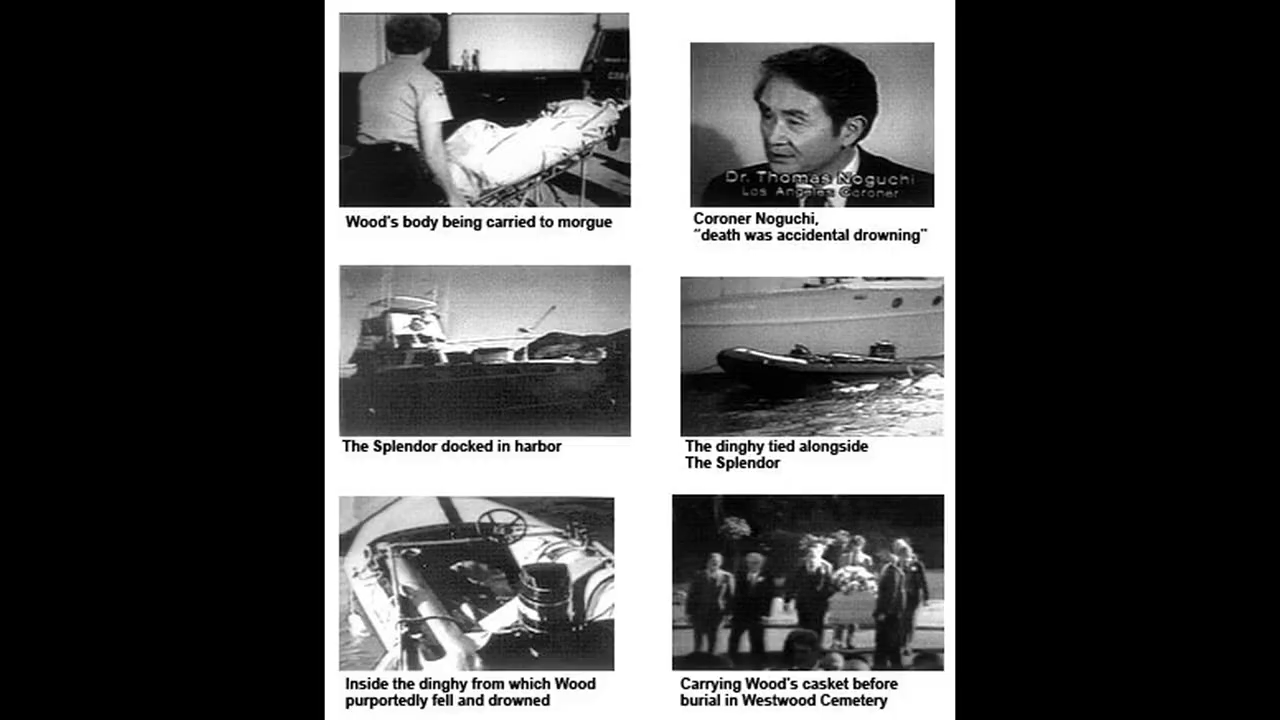 Wood's body being carried to morgue
Dr. Thomas Noguchi
Los Angeles Coroner
Coroner Noguchi,
"death was accidental drowning"
The Splendor docked in harbor
The dinghy tied alongside
The Splendor
Inside the dinghy from which Wood
purportedly fell and drowned
Carrying Wood's casket before
burial in Westwood Cemetery